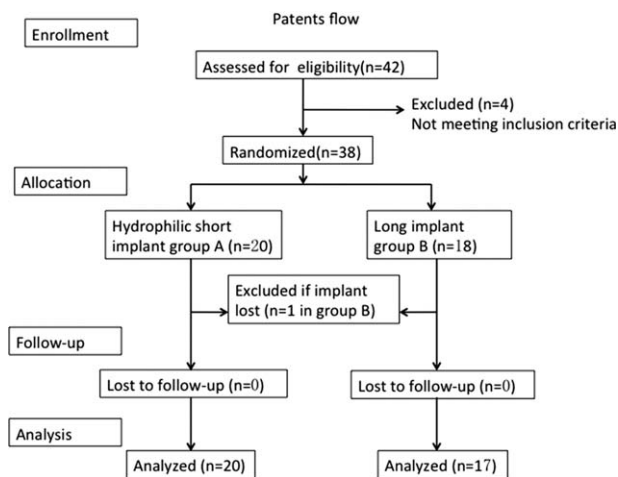 Patents flow
Enrollment
Assessed for eligibility(n=42)
Excluded (n=4)
Not meeting inclusion criteria
Randomized(n=38)
Allocation
Hydrophilic short
implant group A (n=20)
Long implant
group B (n=18)
Excluded if implant
lost (n=1 in group B)
Follow-up
Lost to follow-up (n=0)
Lost to follow-up (n=0)
Analysis
Analyzed (n=20)
Analyzed (n=17)